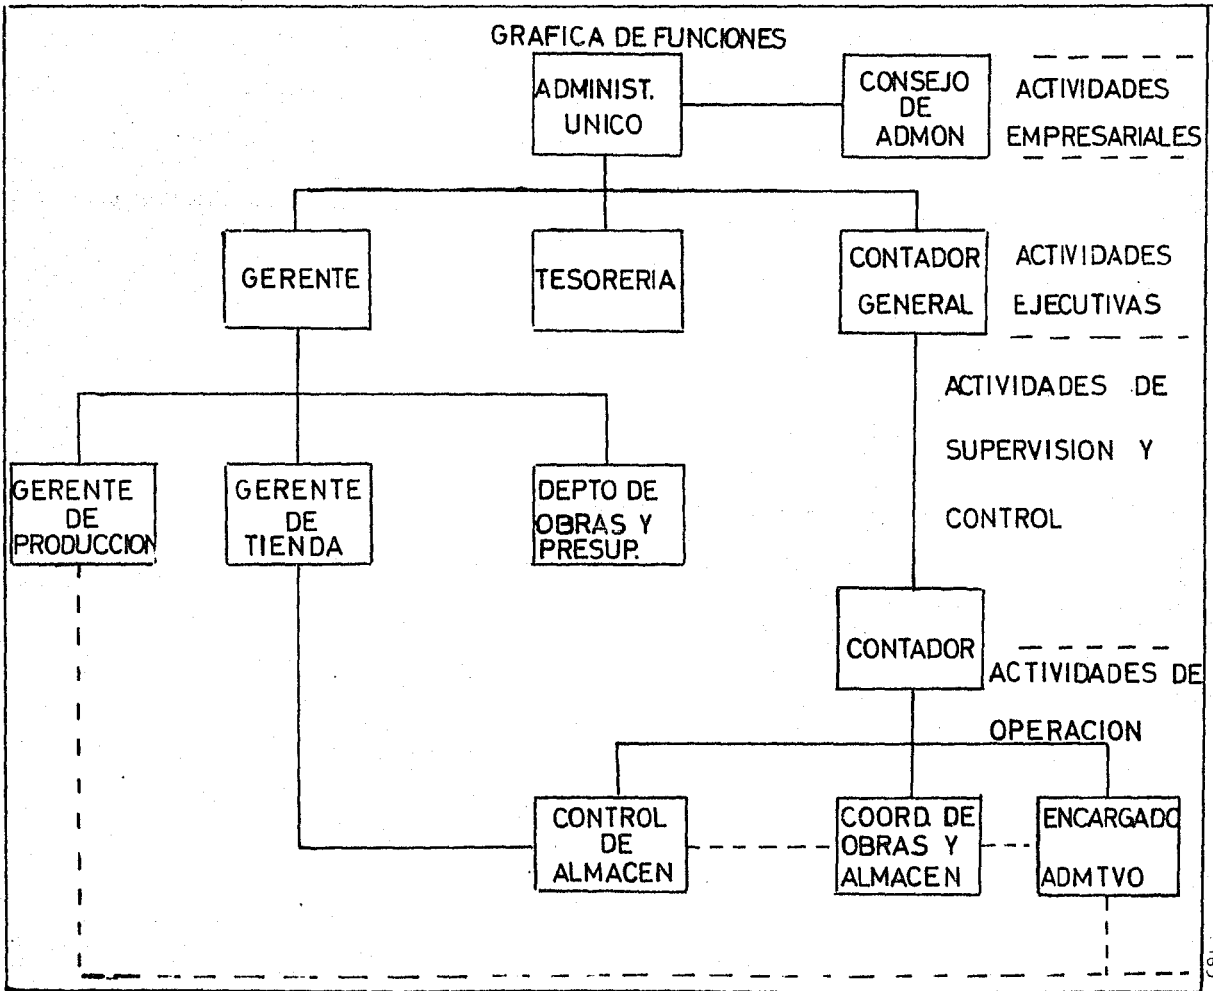 GRAFICA DE FUNCIONES
ADMINIST.
UNICO
CONSEJO
DE
ADMON
ACTIVIDADES
EMPRESARIALES
GERENTE
TESORERIA
CONTADOR
GENERAL
ACTIVIDADES
EJECUTIVAS
ACTIVIDADES DE
SUPERVISION Y
CONTROL
GERENTE
DE
PRODUCCION
GERENTE
DE
TIENDA
DEPTO DE
OBRAS Y
PRESUP.
CONTADOR
ACTIVIDADES DE
OPERACION
CONTROL
DE
ALMACEN
COORD. DE
OBRAS Y
ALMACEN
ENCARGADO
ADMTVO